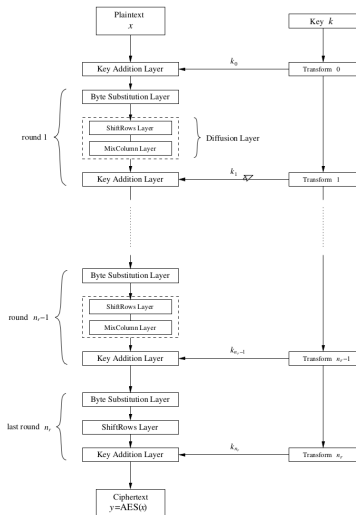 Plaintext
x
Key k
Key Addition Layer
k₀
Transform 0
Byte Substitution Layer
round 1
ShiftRows Layer
MixColumn Layer
Diffusion Layer
Key Addition Layer
k₁
Transform 1
Byte Substitution Layer
round nᵣ−1
ShiftRows Layer
MixColumn Layer
Key Addition Layer
kₙᵣ₋₁
Transform nᵣ−1
Byte Substitution Layer
last round nᵣ
ShiftRows Layer
Key Addition Layer
kₙᵣ
Transform nᵣ
Ciphertext
y=AES(x)